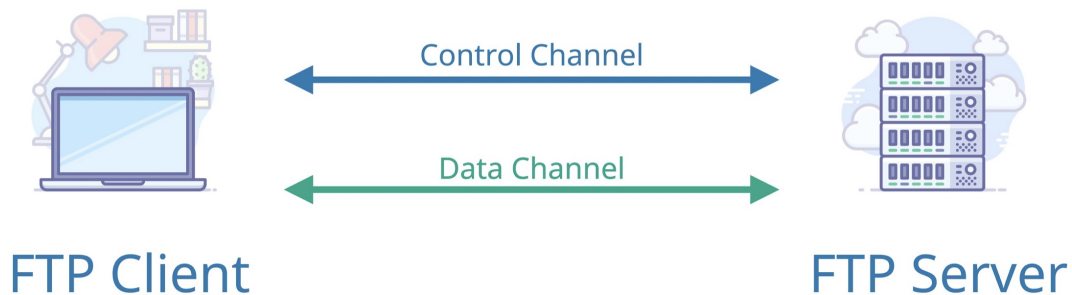 Control Channel
Data Channel
FTP Client
FTP Server